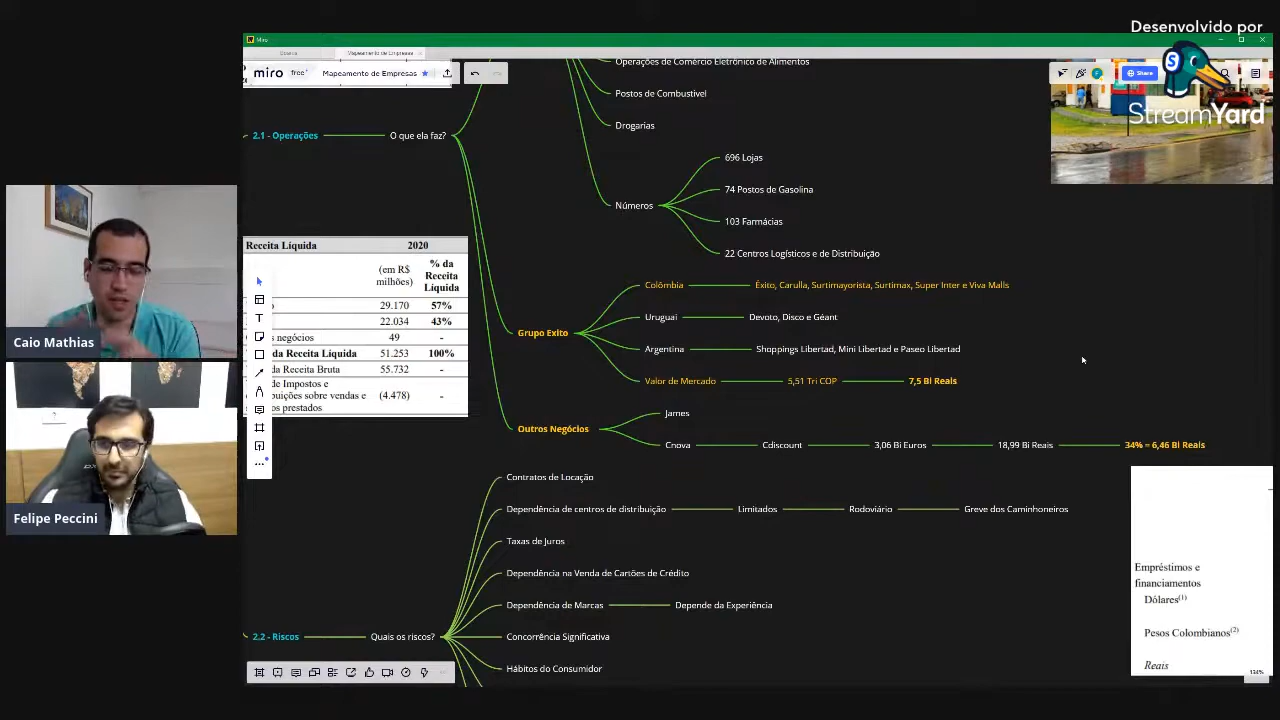 Desenvolvido por
StreamYard
Miro
Mapeamento de Empresas
miro free
Mapeamento de Empresas
Share
Operações de Comércio Eletrônico de Alimentos
Postos de Combustível
Drogarias
2.1 - Operações
O que ela faz?
Números
696 Lojas
74 Postos de Gasolina
103 Farmácias
22 Centros Logísticos e de Distribuição
Receita Líquida 2020
(em R$ milhões)
% da Receita Líquida
29.170 57%
22.034 43%
negócios 49 -
da Receita Líquida 51.253 100%
da Receita Bruta 55.732 -
de Impostos e
sobre vendas e (4.478) -
prestados
Grupo Exito
Colômbia Éxito, Carulla, Surtimayorista, Surtimax, Super Inter e Viva Malls
Uruguai Devoto, Disco e Géant
Argentina Shoppings Libertad, Mini Libertad e Paseo Libertad
Valor de Mercado 5,51 Tri COP 7,5 Bi Reais
Outros Negócios
James
Cnova Cdiscount 3,06 Bi Euros 18,99 Bi Reais 34% = 6,46 Bi Reais
2.2 - Riscos
Quais os riscos?
Contratos de Locação
Dependência de centros de distribuição Limitados Rodoviário Greve dos Caminhoneiros
Taxas de Juros
Dependência na Venda de Cartões de Crédito
Dependência de Marcas Depende da Experiência
Concorrência Significativa
Hábitos do Consumidor
Empréstimos e
financiamentos
Dólares(1)
Pesos Colombianos(2)
Reais
134%
Caio Mathias
Felipe Peccini